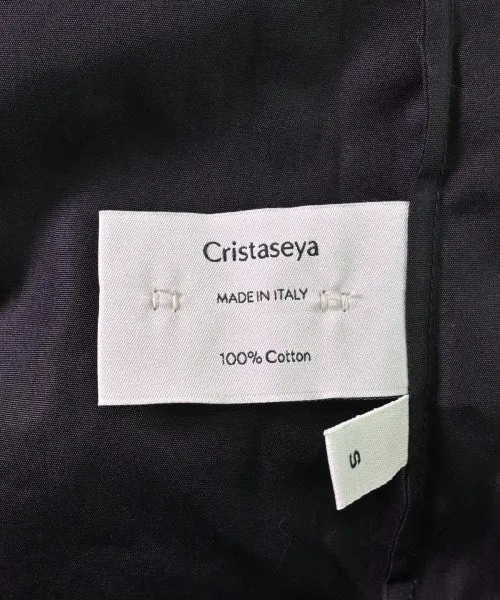 Cristaseya
MADE IN ITALY
100% Cotton
S